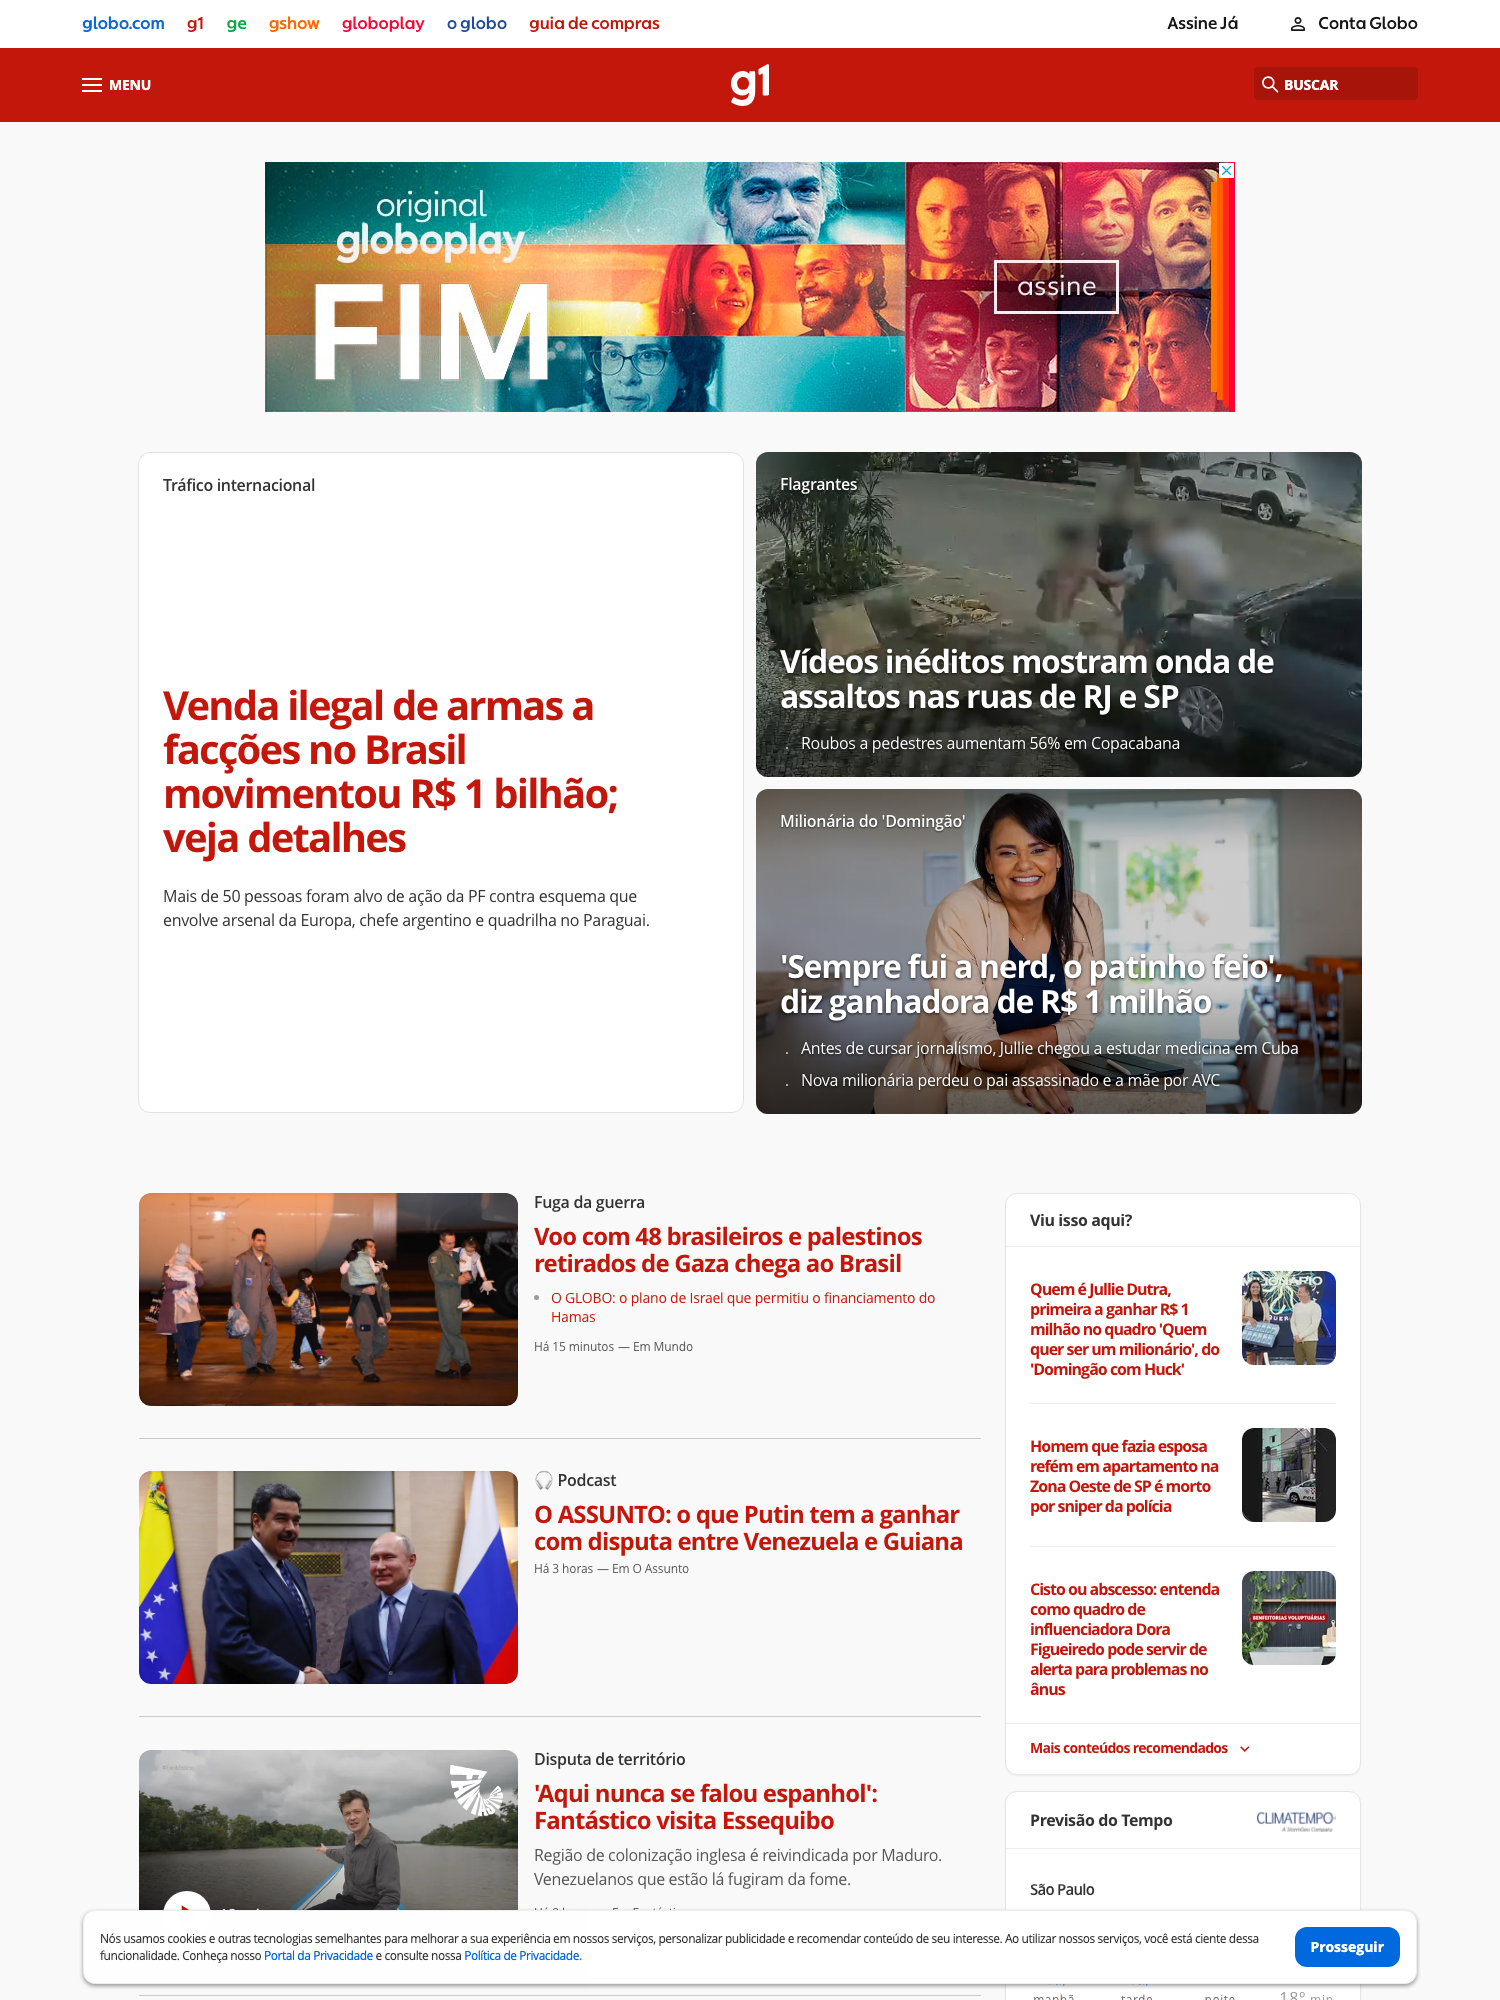 globo.com g1 ge gshow globoplay o globo guia de compras Assine Já Conta Globo
MENU g1 BUSCAR
original
globoplay
FIM
assine
Tráfico internacional
Venda ilegal de armas a
facções no Brasil
movimentou R$ 1 bilhão;
veja detalhes
Mais de 50 pessoas foram alvo de ação da PF contra esquema que
envolve arsenal da Europa, chefe argentino e quadrilha no Paraguai.
Flagrantes
Vídeos inéditos mostram onda de
assaltos nas ruas de RJ e SP
. Roubos a pedestres aumentam 56% em Copacabana
Milionária do 'Domingão'
'Sempre fui a nerd, o patinho feio',
diz ganhadora de R$ 1 milhão
. Antes de cursar jornalismo, Jullie chegou a estudar medicina em Cuba
. Nova milionária perdeu o pai assassinado e a mãe por AVC
Fuga da guerra
Voo com 48 brasileiros e palestinos
retirados de Gaza chega ao Brasil
O GLOBO: o plano de Israel que permitiu o financiamento do
Hamas
Há 15 minutos — Em Mundo
🎧 Podcast
O ASSUNTO: o que Putin tem a ganhar
com disputa entre Venezuela e Guiana
Há 3 horas — Em O Assunto
Disputa de território
'Aqui nunca se falou espanhol':
Fantástico visita Essequibo
Região de colonização inglesa é reivindicada por Maduro.
Venezuelanos que estão lá fugiram da fome.
Viu isso aqui?
Quem é Jullie Dutra,
primeira a ganhar R$ 1
milhão no quadro 'Quem
quer ser um milionário', do
'Domingão com Huck'
Homem que fazia esposa
refém em apartamento na
Zona Oeste de SP é morto
por sniper da polícia
Cisto ou abscesso: entenda
como quadro de
influenciadora Dora
Figueiredo pode servir de
alerta para problemas no
ânus
BENFEITORIAS VOLUPTUÁRIAS
Mais conteúdos recomendados
Previsão do Tempo CLIMATEMPO
São Paulo
Nós usamos cookies e outras tecnologias semelhantes para melhorar a sua experiência em nossos serviços, personalizar publicidade e recomendar conteúdo de seu interesse. Ao utilizar nossos serviços, você está ciente dessa
funcionalidade. Conheça nosso Portal da Privacidade e consulte nossa Política de Privacidade.
Prosseguir
manhã tarde noite 18º min